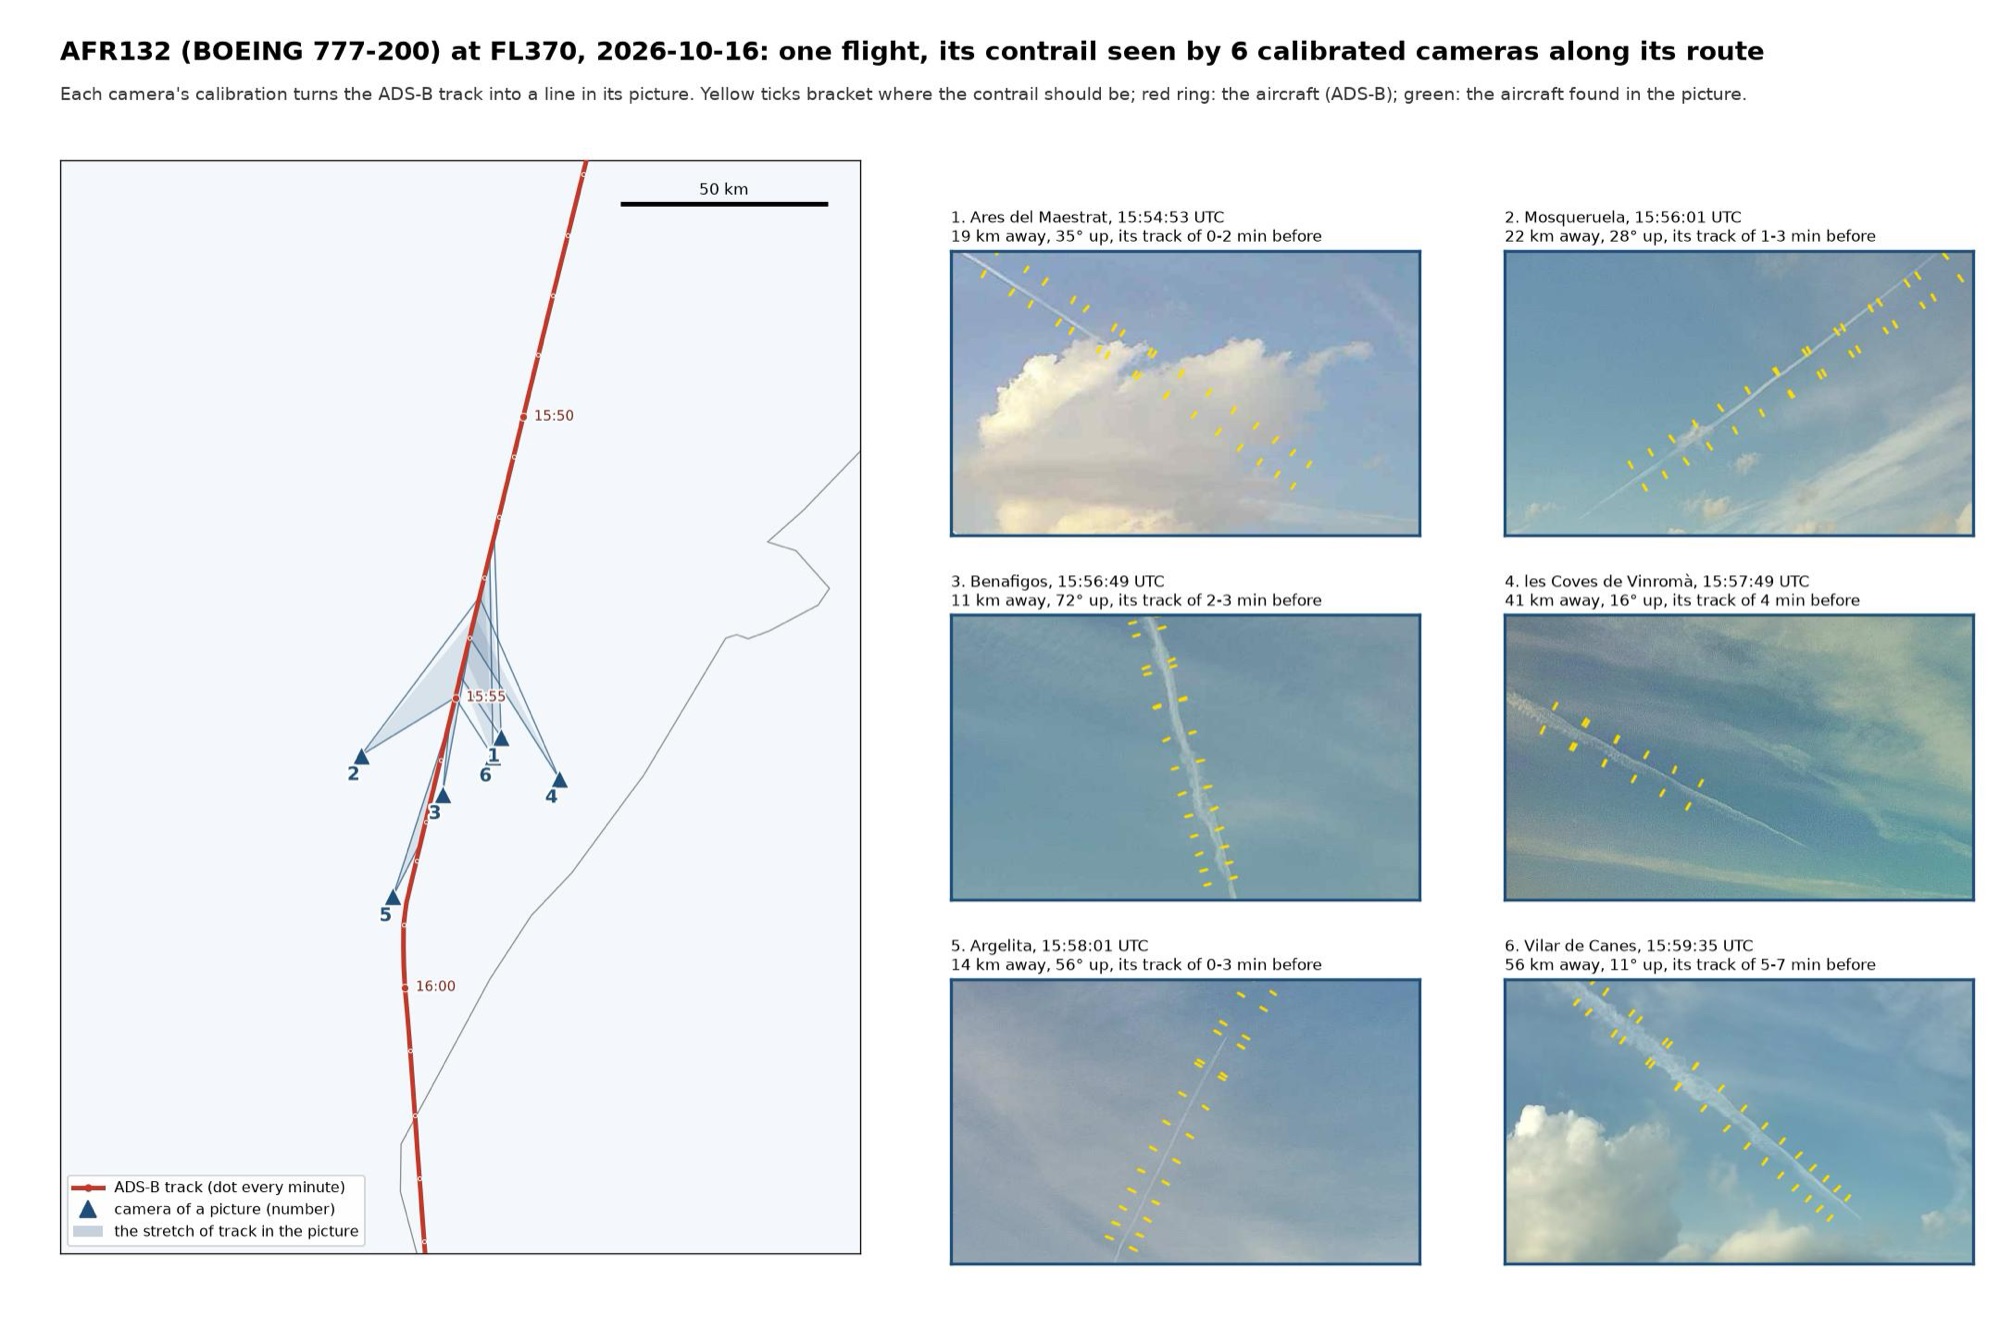 AFR132 (BOEING 777-200) at FL370, 2026-10-16: one flight, its contrail seen by 6 calibrated cameras along its route
Each camera's calibration turns the ADS-B track into a line in its picture. Yellow ticks bracket where the contrail should be; red ring: the aircraft (ADS-B); green: the aircraft found in the picture.
50 km
15:50
15:55
1
2
6
4
3
5
16:00
ADS-B track (dot every minute)
camera of a picture (number)
the stretch of track in the picture
1. Ares del Maestrat, 15:54:53 UTC
19 km away, 35° up, its track of 0-2 min before
2. Mosqueruela, 15:56:01 UTC
22 km away, 28° up, its track of 1-3 min before
3. Benafigos, 15:56:49 UTC
11 km away, 72° up, its track of 2-3 min before
4. les Coves de Vinromà, 15:57:49 UTC
41 km away, 16° up, its track of 4 min before
5. Argelita, 15:58:01 UTC
14 km away, 56° up, its track of 0-3 min before
6. Vilar de Canes, 15:59:35 UTC
56 km away, 11° up, its track of 5-7 min before